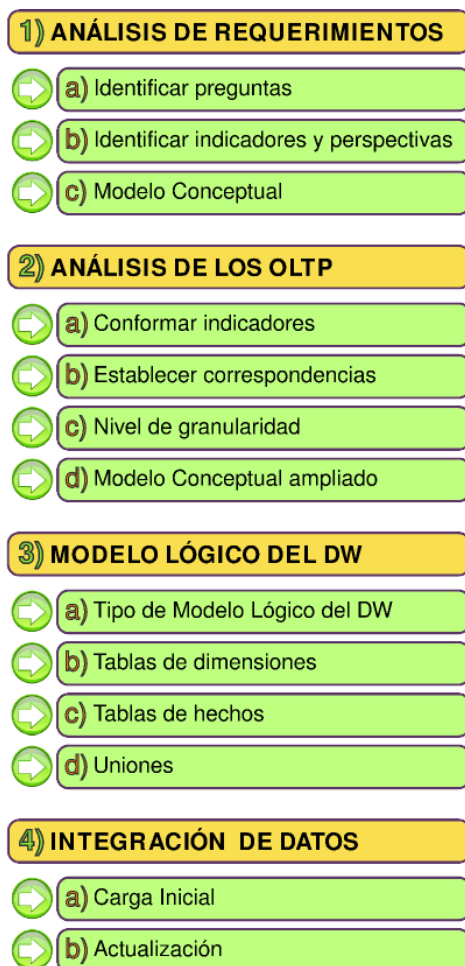 1) ANÁLISIS DE REQUERIMIENTOS
a) Identificar preguntas
b) Identificar indicadores y perspectivas
c) Modelo Conceptual
2) ANÁLISIS DE LOS OLTP
a) Conformar indicadores
b) Establecer correspondencias
c) Nivel de granularidad
d) Modelo Conceptual ampliado
3) MODELO LÓGICO DEL DW
a) Tipo de Modelo Lógico del DW
b) Tablas de dimensiones
c) Tablas de hechos
d) Uniones
4) INTEGRACIÓN DE DATOS
a) Carga Inicial
b) Actualización